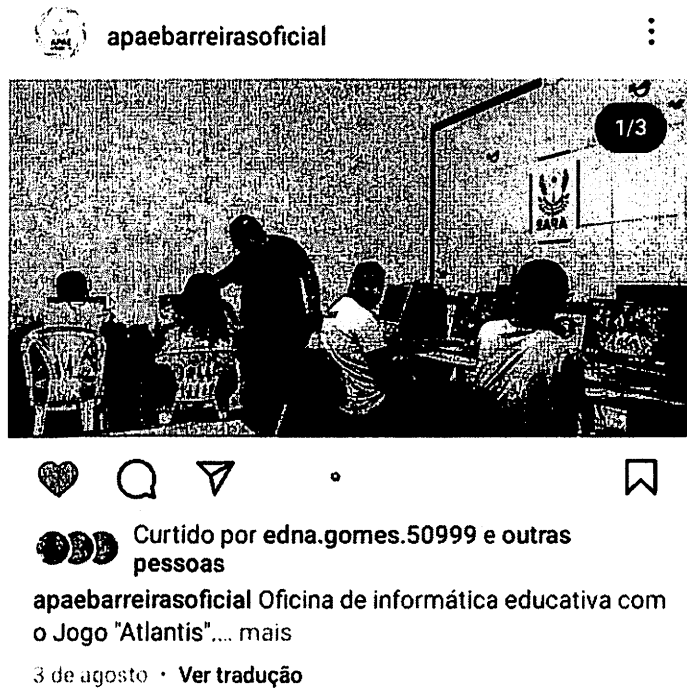 APAE
apaebarreirasoficial
1/3
Curtido por edna.gomes.50999 e outras
pessoas
apaebarreirasoficial Oficina de informática educativa com
o Jogo "Atlantis".... mais
3 de agosto · Ver tradução